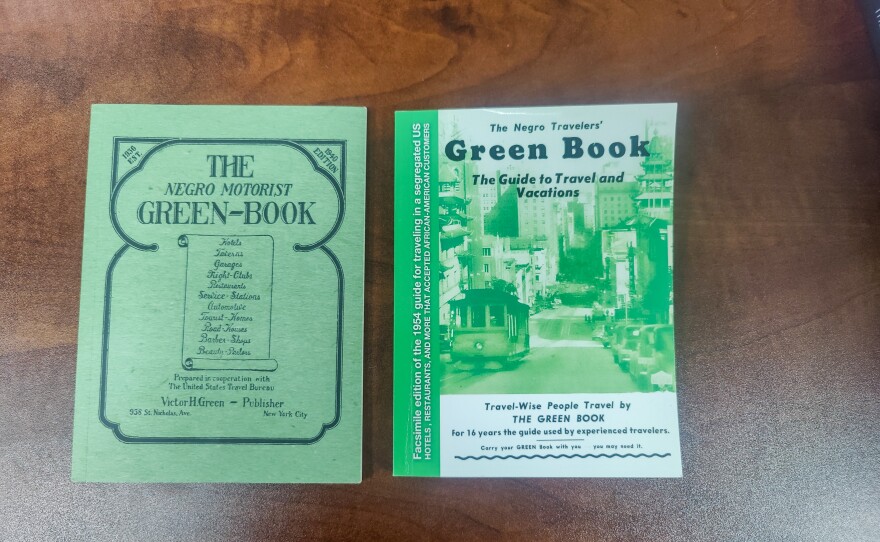 1936
EST.
1940
EDITION
THE
NEGRO MOTORIST
GREEN-BOOK
Hotels
Taverns
Garages
Night-Clubs
Restaurants
Service-Stations
Automotive
Tourist-Homes
Road-Houses
Barber-Shops
Beauty-Parlors
Prepared in cooperation with
The United States Travel Bureau
Victor H. Green — Publisher
938 St. Nicholas, Ave. New York City
Facsimile edition of the 1954 guide for traveling in a segregated US
HOTELS, RESTAURANTS, AND MORE THAT ACCEPTED AFRICAN-AMERICAN CUSTOMERS
The Negro Travelers'
Green Book
The Guide to Travel and
Vacations
Travel-Wise People Travel by
THE GREEN BOOK
For 16 years the guide used by experienced travelers.
Carry your GREEN Book with you you may need it.